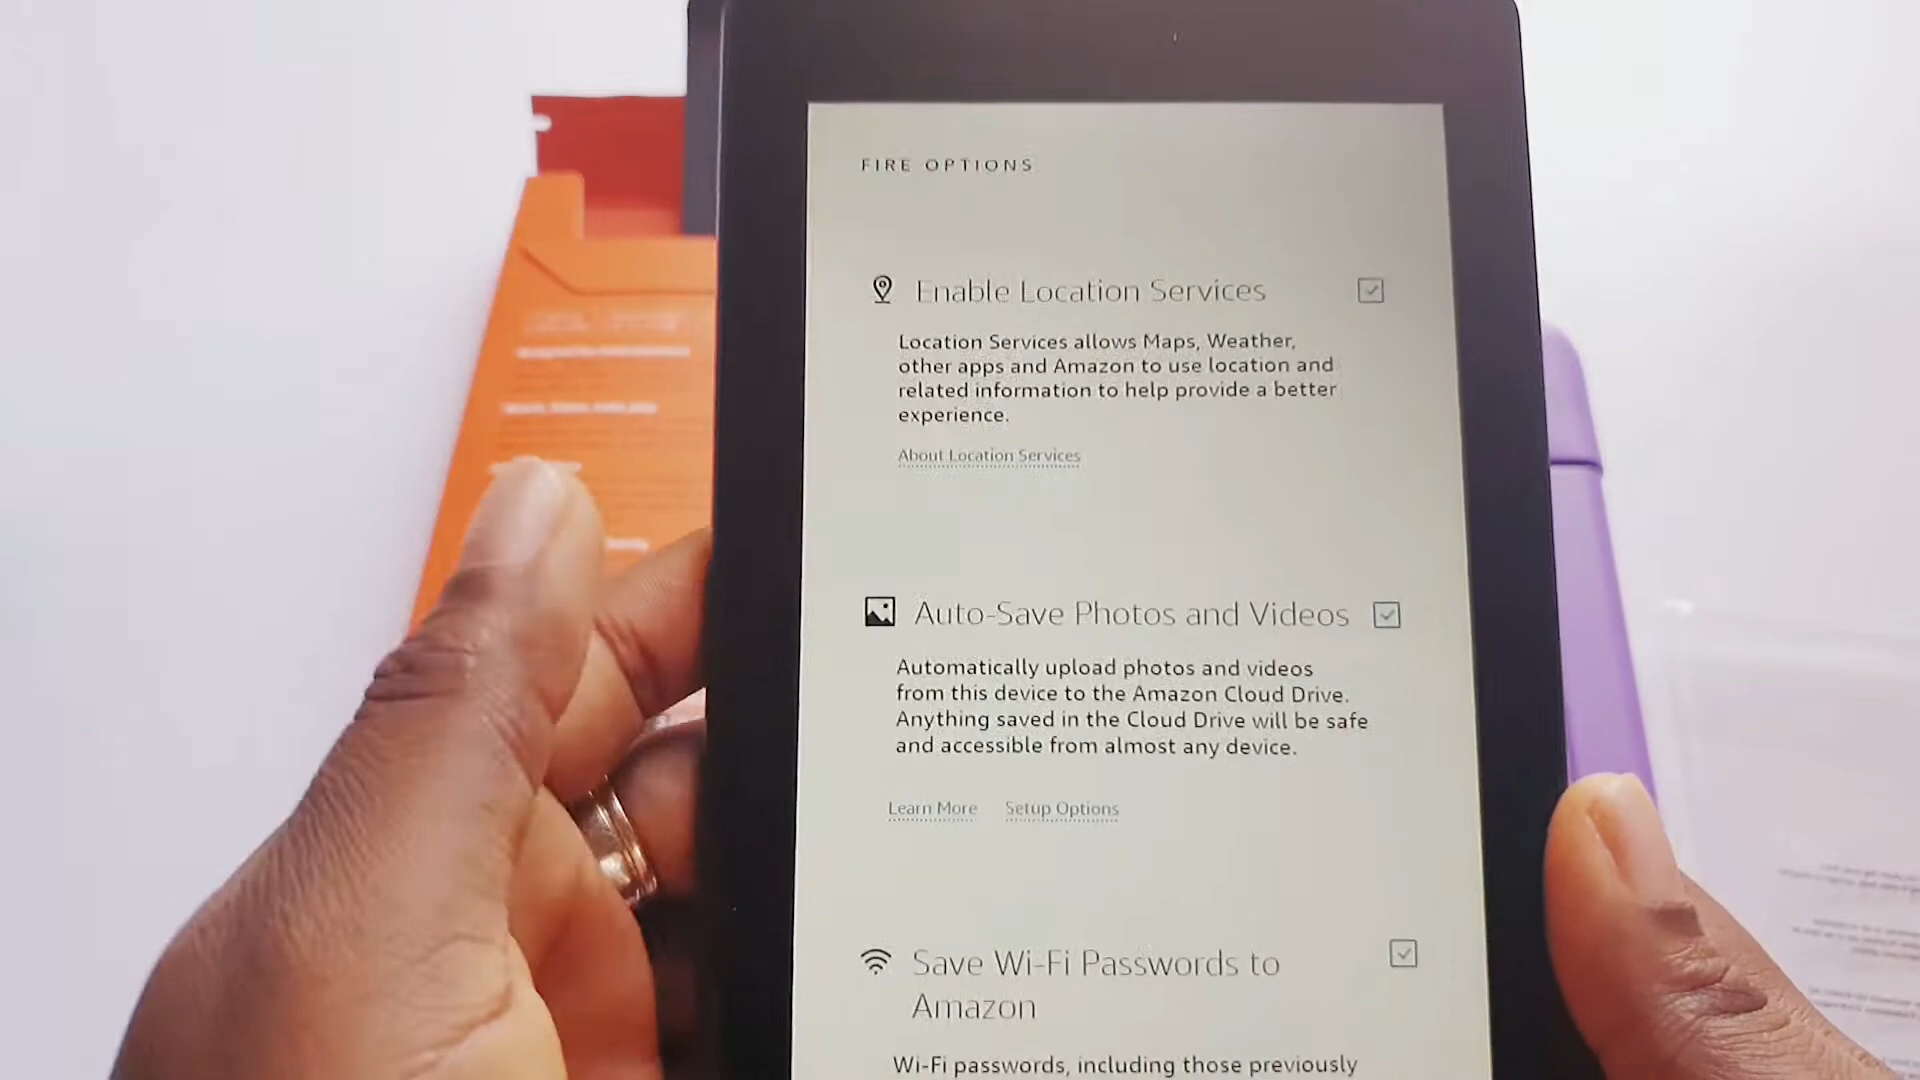 FIRE OPTIONS
Enable Location Services
Location Services allows Maps, Weather,
other apps and Amazon to use location and
related information to help provide a better
experience.
About Location Services
Auto-Save Photos and Videos
Automatically upload photos and videos
from this device to the Amazon Cloud Drive.
Anything saved in the Cloud Drive will be safe
and accessible from almost any device.
Learn More Setup Options
Save Wi-Fi Passwords to
Amazon
Wi-Fi passwords, including those previously